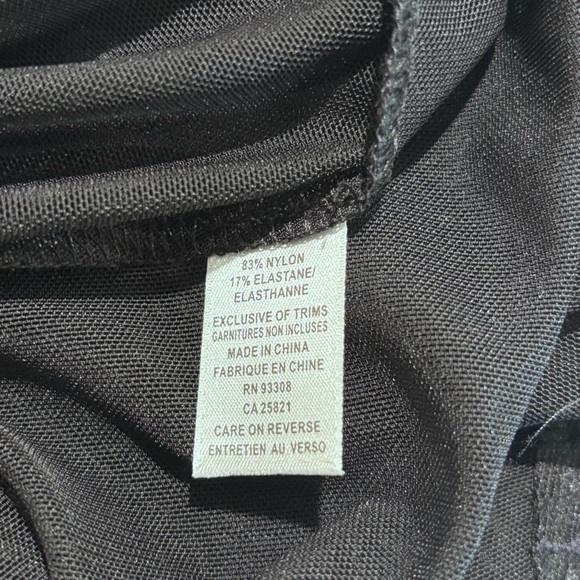 83% NYLON
17% ELASTANE/
ELASTHANNE
EXCLUSIVE OF TRIMS
GARNITURES NON INCLUSES
MADE IN CHINA
FABRIQUE EN CHINE
RN 93308
CA 25821
CARE ON REVERSE
ENTRETIEN AU VERSO